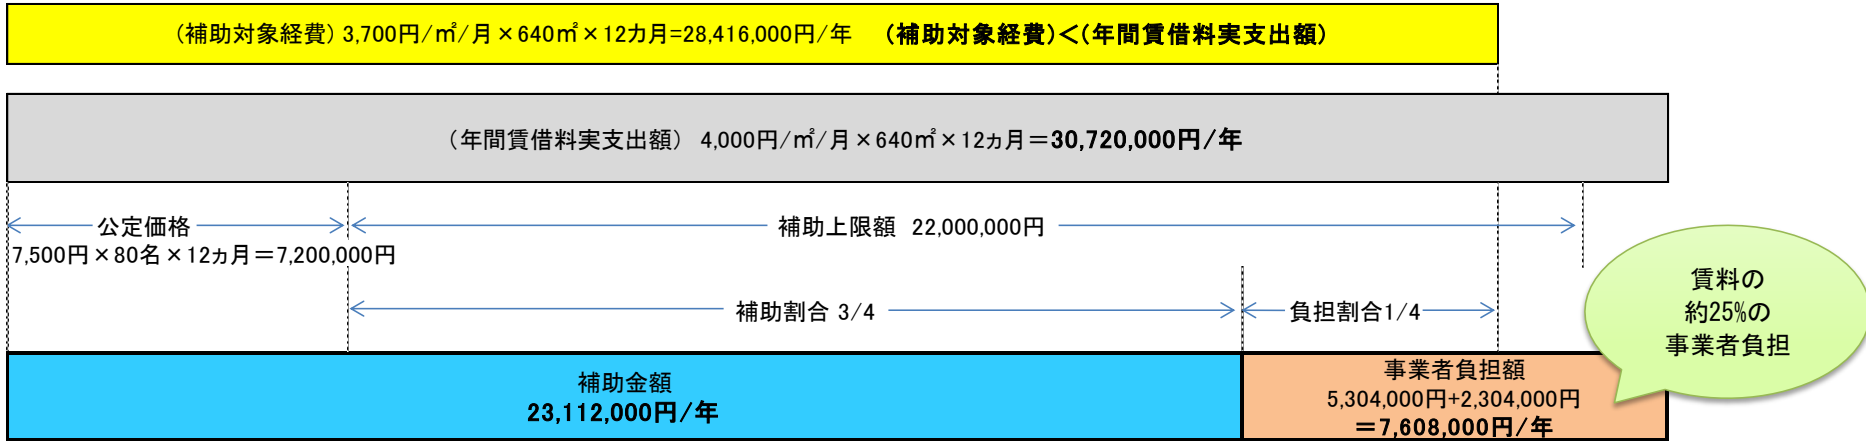 (補助対象経費) 3,700円/㎡/月×640㎡×12カ月=28,416,000円/年 (補助対象経費)<(年間賃借料実支出額)
(年間賃借料実支出額) 4,000円/㎡/月×640㎡×12ヵ月=30,720,000円/年
公定価格
7,500円×80名×12ヵ月=7,200,000円
補助上限額 22,000,000円
補助割合 3/4
負担割合1/4
賃料の
約25%の
事業者負担
補助金額
23,112,000円/年
事業者負担額
5,304,000円+2,304,000円
=7,608,000円/年